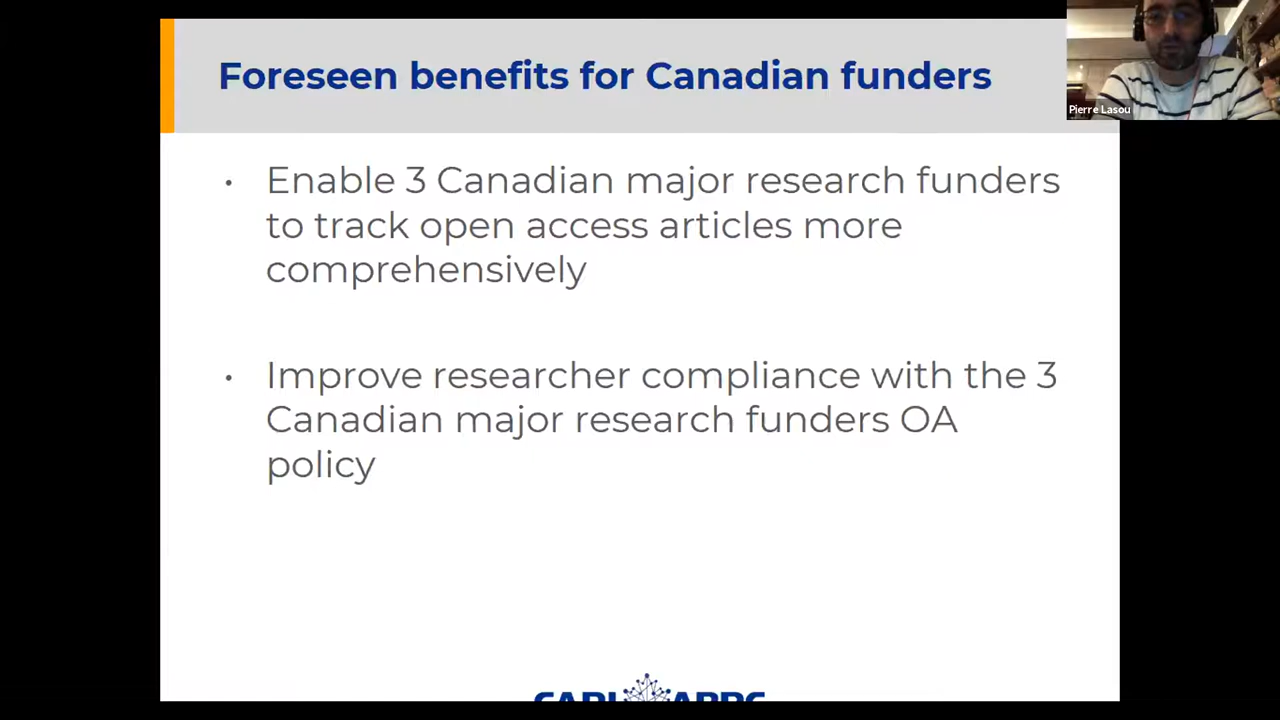 Foreseen benefits for Canadian funders
Pierre Lasou
• Enable 3 Canadian major research funders
to track open access articles more
comprehensively
• Improve researcher compliance with the 3
Canadian major research funders OA
policy